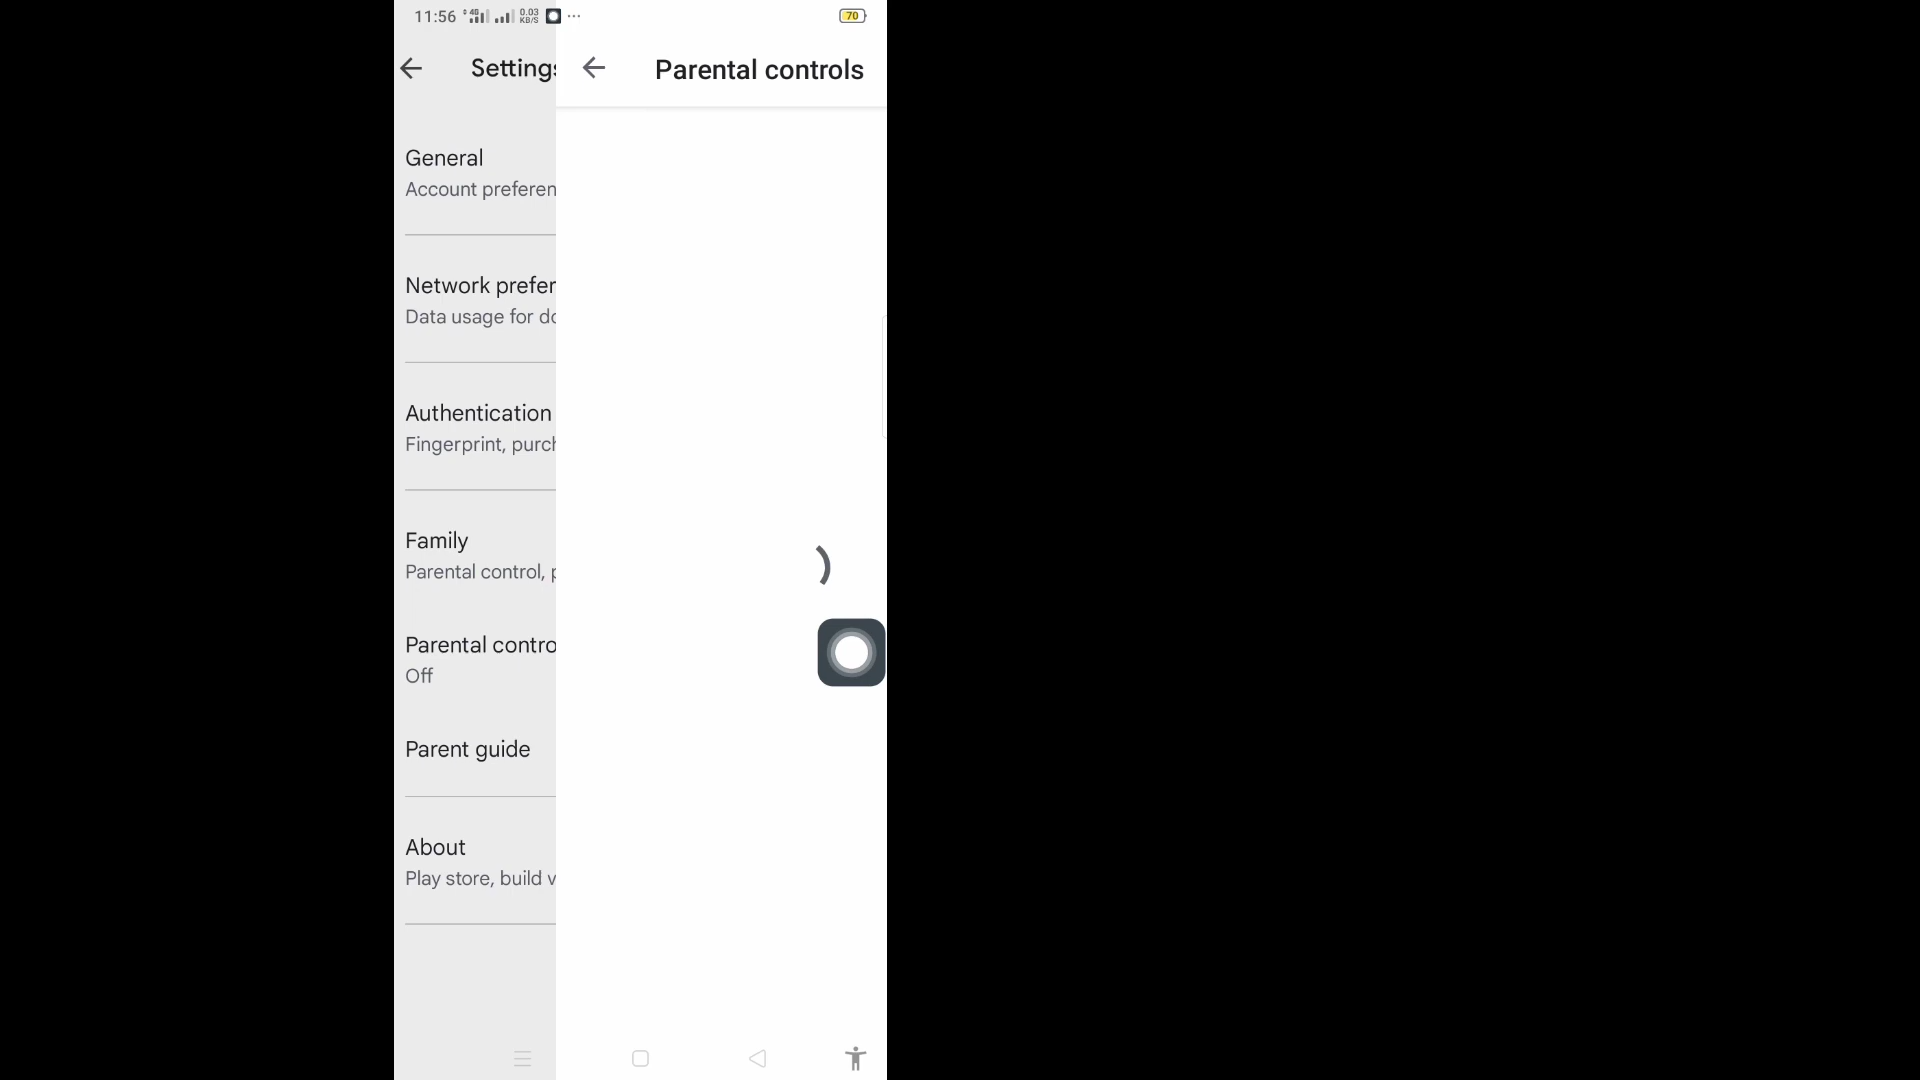 11:56 4G 0.03 KB/S ... 70
Settings
Parental controls
General
Account preferen
Network prefer
Data usage for do
Authentication
Fingerprint, purch
Family
Parental control, p
Parental contro
Off
Parent guide
About
Play store, build v